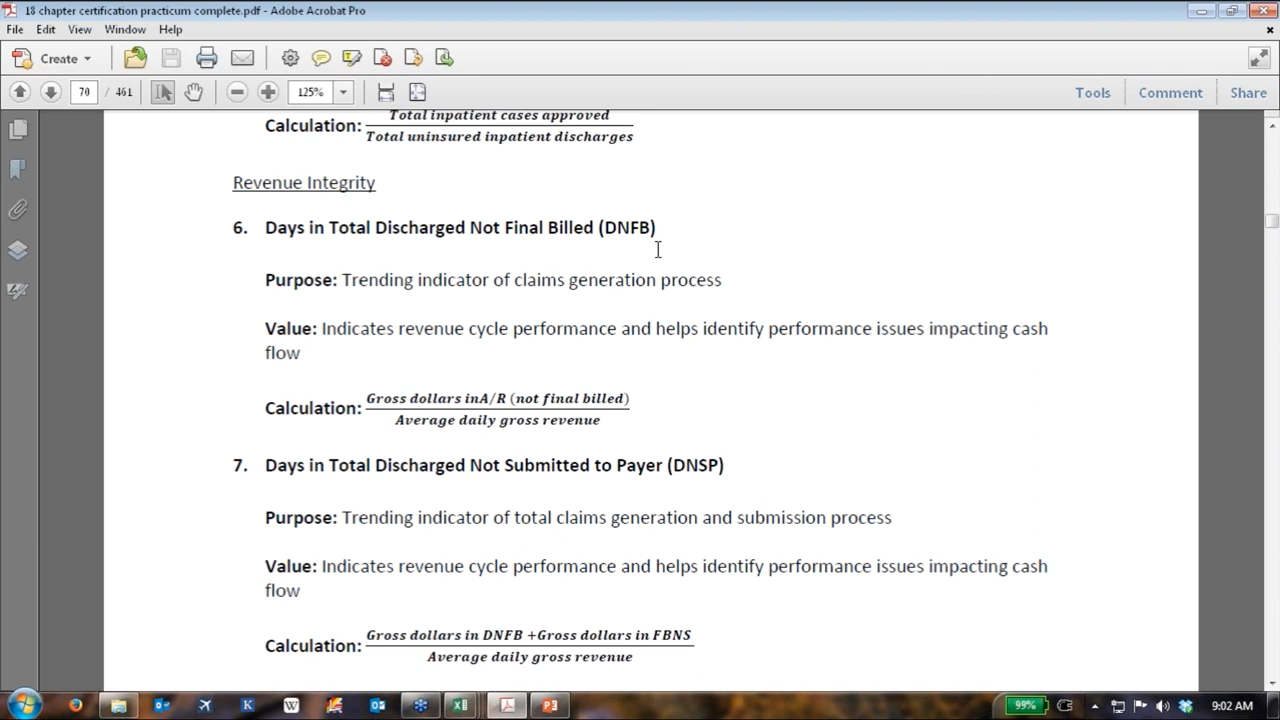 18 chapter certification practicum complete.pdf - Adobe Acrobat Pro
File Edit View Window Help
Create
70 / 461 125% Tools Comment Share
Total inpatient cases approved
Calculation:
Total uninsured inpatient discharges
Revenue Integrity
6. Days in Total Discharged Not Final Billed (DNFB)
Purpose: Trending indicator of claims generation process
Value: Indicates revenue cycle performance and helps identify performance issues impacting cash
flow
Gross dollars inA/R (not final billed)
Calculation:
Average daily gross revenue
7. Days in Total Discharged Not Submitted to Payer (DNSP)
Purpose: Trending indicator of total claims generation and submission process
Value: Indicates revenue cycle performance and helps identify performance issues impacting cash
flow
Gross dollars in DNFB +Gross dollars in FBNS
Calculation:
Average daily gross revenue
99% 9:02 AM